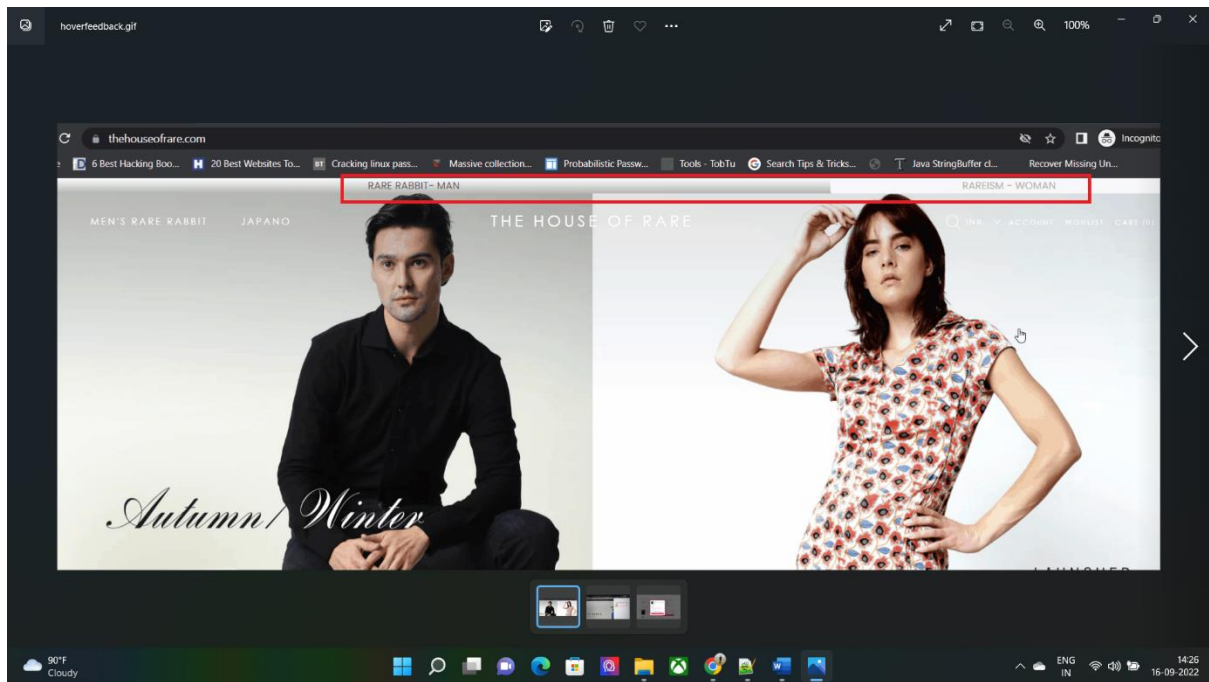 hoverfeedback.gif
100%
thehouseofrare.com
Incognito
6 Best Hacking Boo...
20 Best Websites To...
BT Cracking linux pass...
Massive collection...
Probabilistic Passw...
Tools - TobTu
Search Tips & Tricks...
Java StringBuffer cl...
Recover Missing Un...
RARE RABBIT- MAN
RAREISM - WOMAN
MEN'S RARE RABBIT
JAPANO
THE HOUSE OF RARE
INR
ACCOUNT
WISHLIST
CART (0)
Autumn/ Winter
90°F
Cloudy
ENG
IN
14:26
16-09-2022